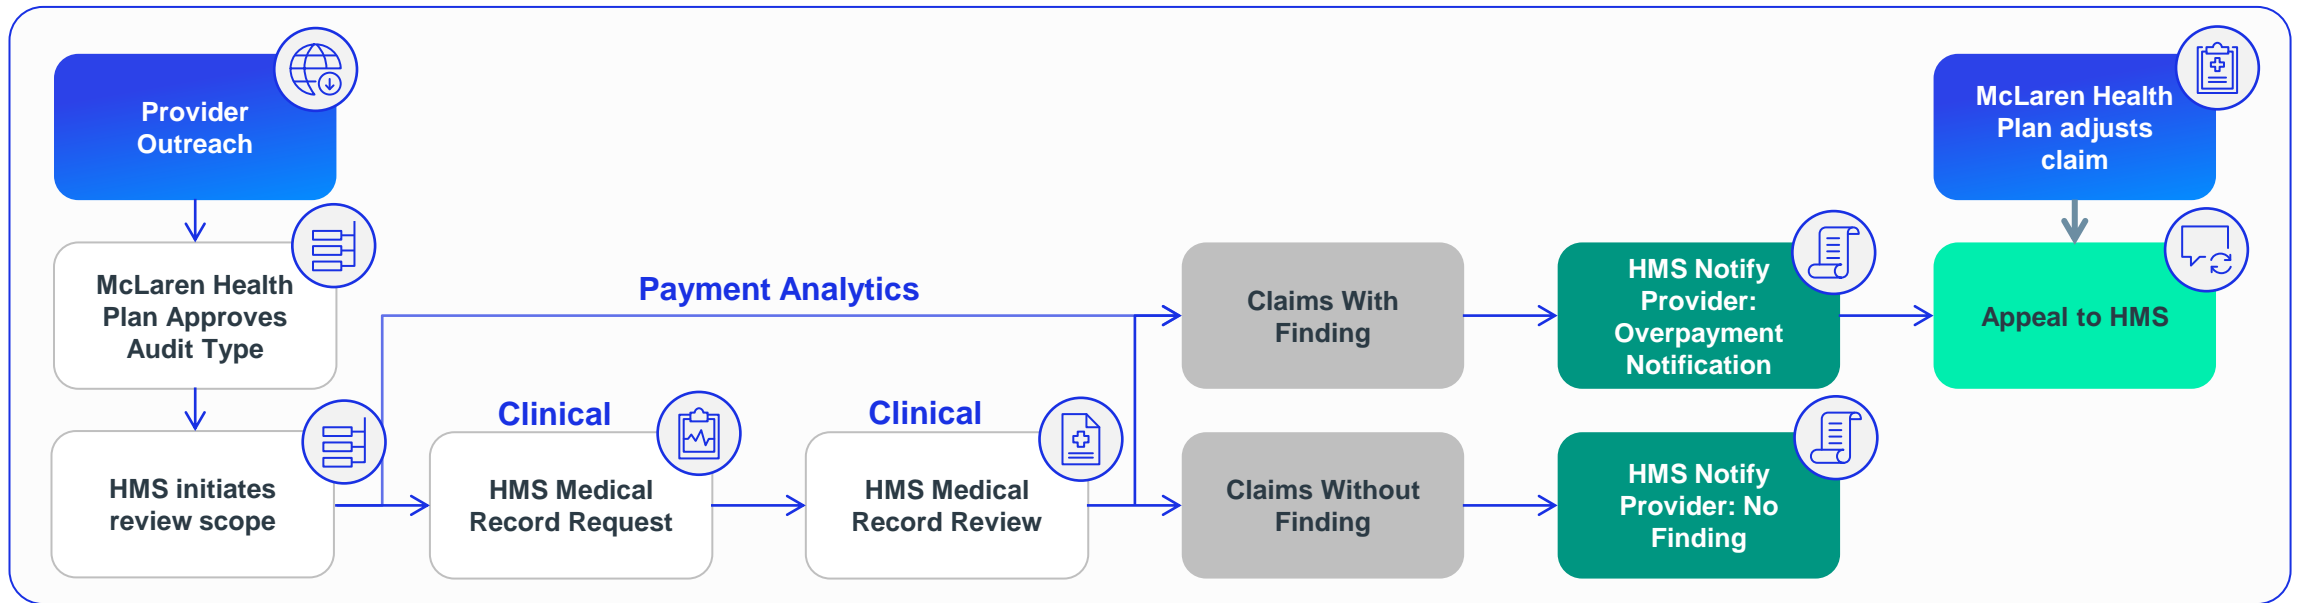 Provider
Outreach
McLaren Health
Plan Approves
Audit Type
HMS initiates
review scope
Payment Analytics
Clinical
HMS Medical
Record Request
Clinical
HMS Medical
Record Review
Claims With
Finding
Claims Without
Finding
HMS Notify
Provider:
Overpayment
Notification
HMS Notify
Provider: No
Finding
McLaren Health
Plan adjusts
claim
Appeal to HMS